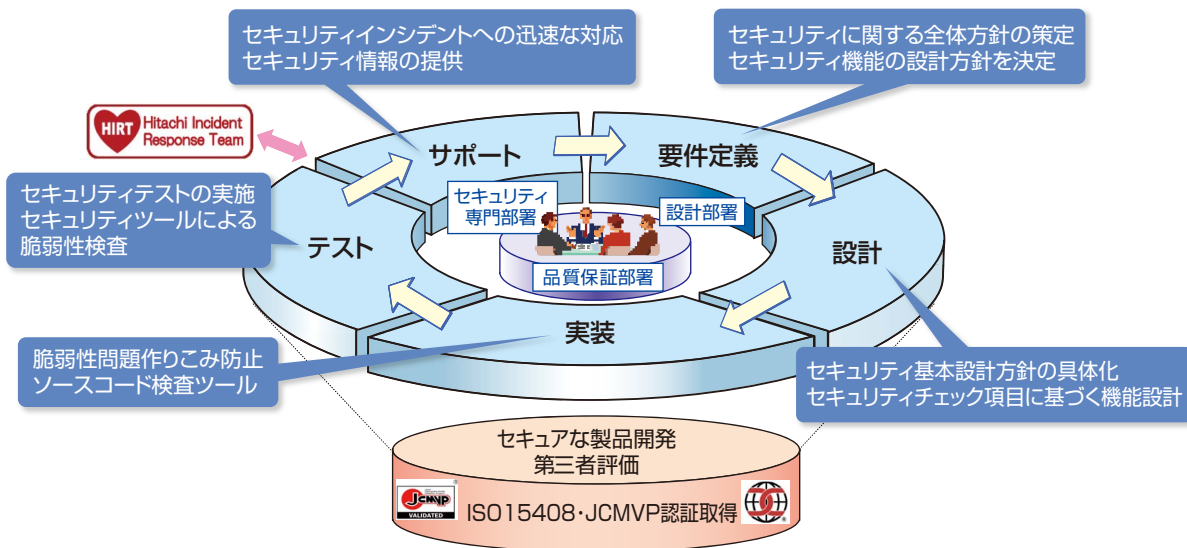 セキュリティインシデントへの迅速な対応
セキュリティ情報の提供
セキュリティに関する全体方針の策定
セキュリティ機能の設計方針を決定
HIRT
Hitachi Incident
Response Team
サポート
要件定義
セキュリティ
専門部署
設計部署
品質保証部署
セキュリティテストの実施
セキュリティツールによる
脆弱性検査
テスト
設計
実装
脆弱性問題作りこみ防止
ソースコード検査ツール
セキュリティ基本設計方針の具体化
セキュリティチェック項目に基づく機能設計
セキュアな製品開発
第三者評価
JCMVP
VALIDATED
ISO15408・JCMVP認証取得